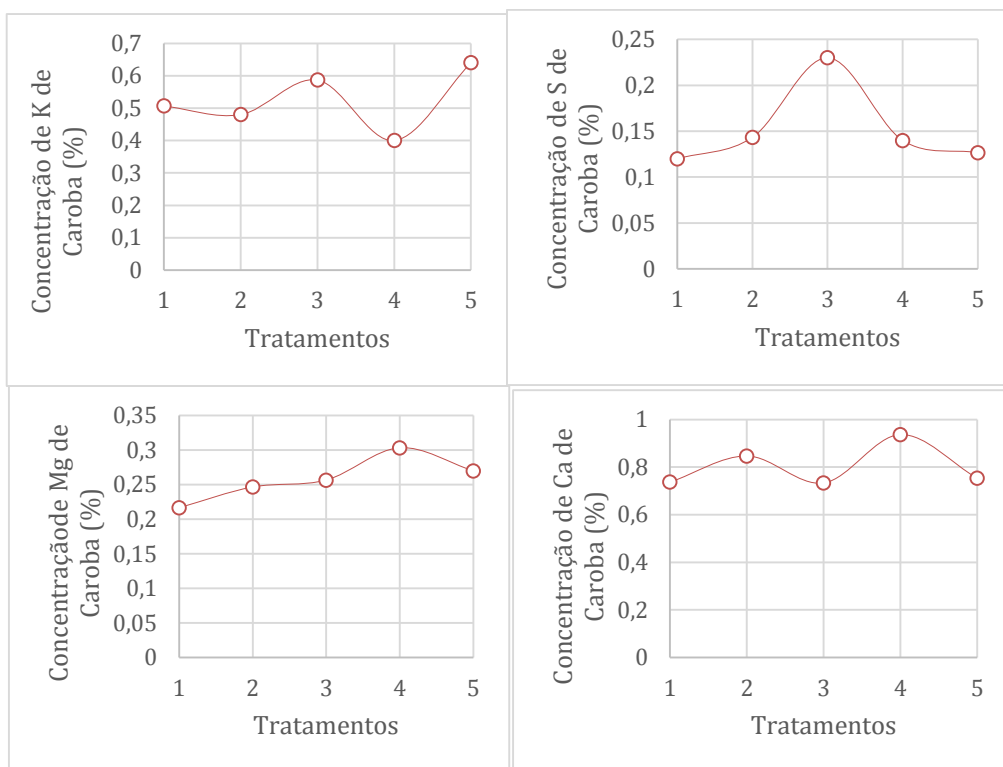 Concentração de K de
Caroba (%)
0,7
0,6
0,5
0,4
0,3
0,2
0,1
0
1 2 3 4 5
Tratamentos
Concentração de S de
Caroba (%)
0,25
0,2
0,15
0,1
0,05
0
1 2 3 4 5
Tratamentos
Concentraçãode Mg de
Caroba (%)
0,35
0,3
0,25
0,2
0,15
0,1
0,05
0
1 2 3 4 5
Tratamentos
Concentração de Ca de
Caroba (%)
1
0,8
0,6
0,4
0,2
0
1 2 3 4 5
Tratamentos